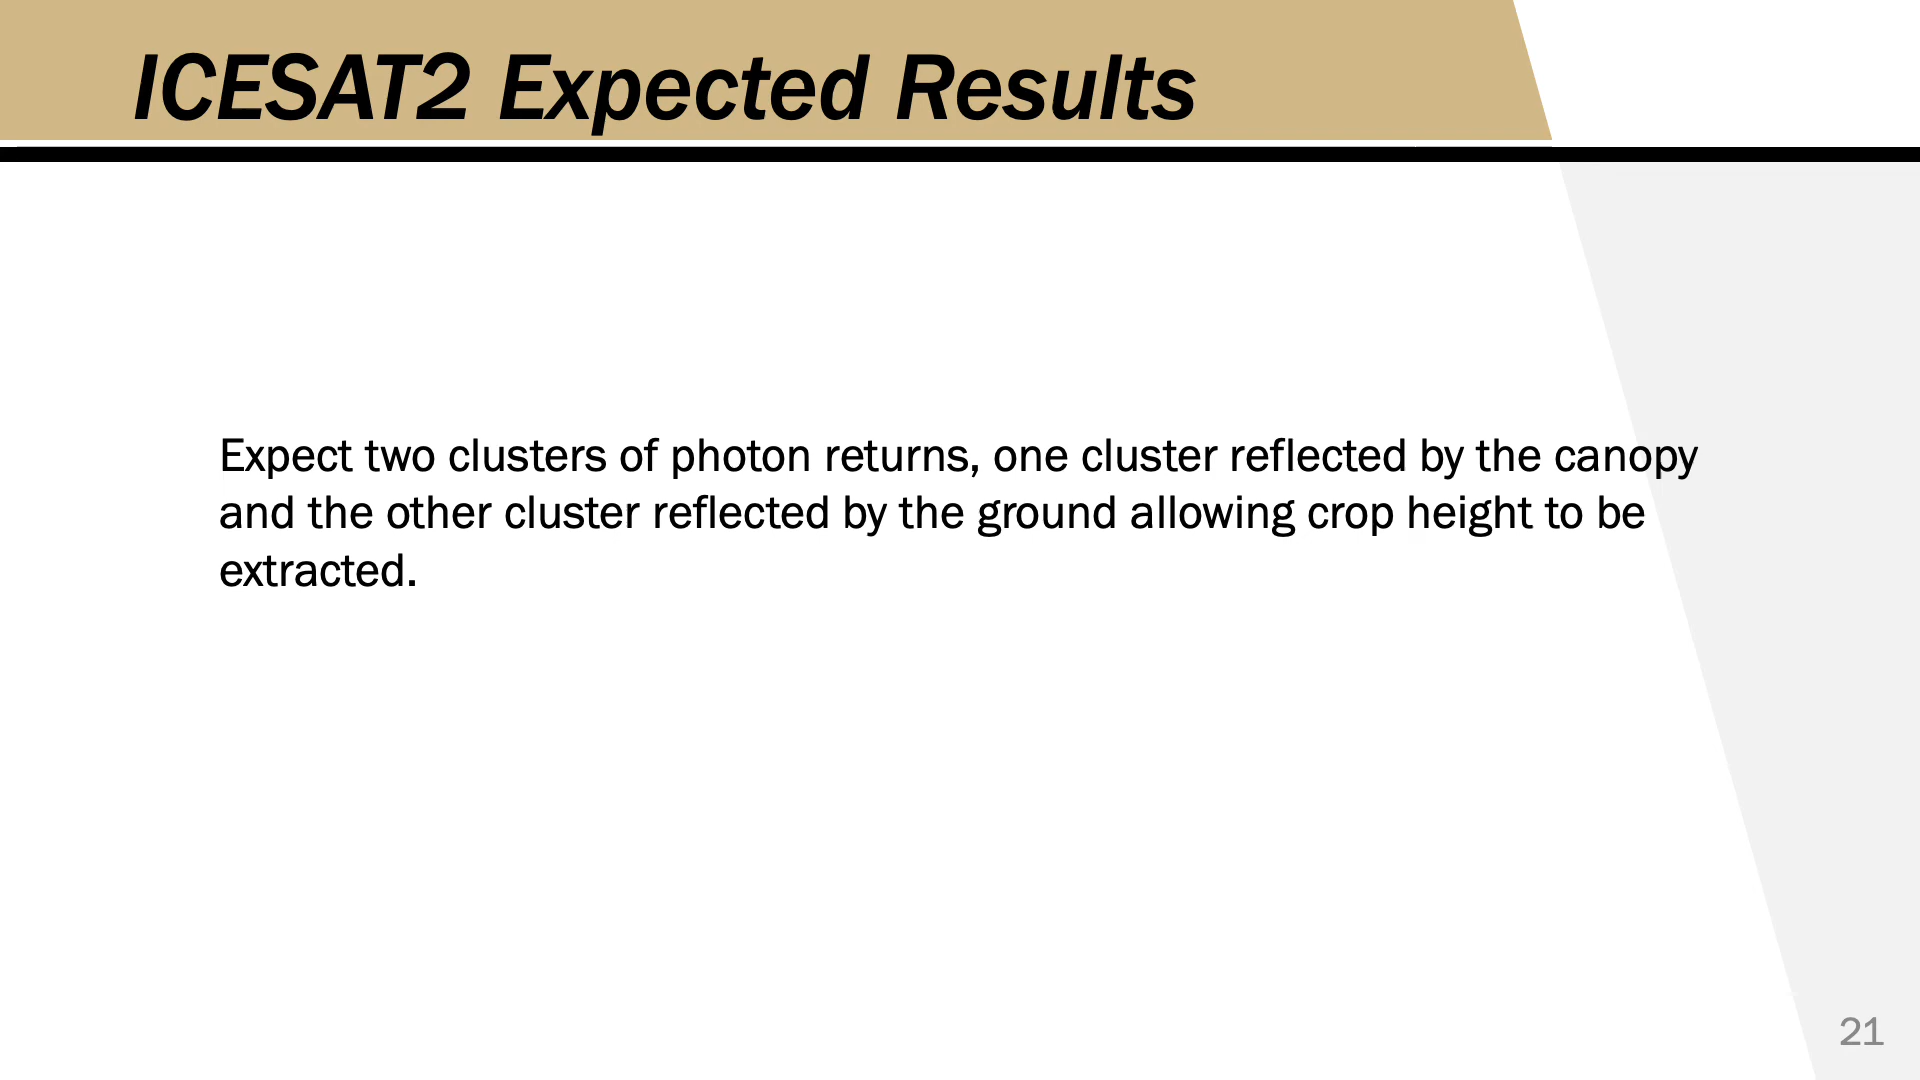 ICESAT2 Expected Results
Expect two clusters of photon returns, one cluster reflected by the canopy
and the other cluster reflected by the ground allowing crop height to be
extracted.
21